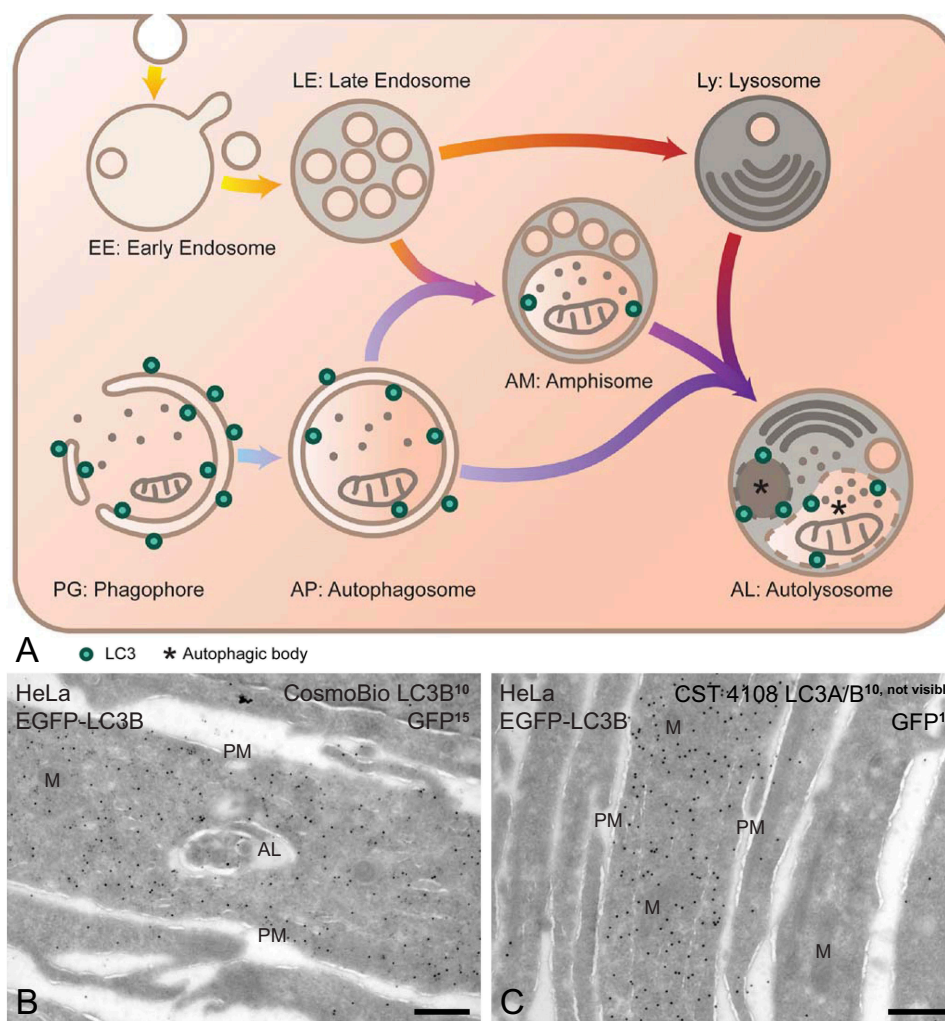 LE: Late Endosome
Ly: Lysosome
EE: Early Endosome
AM: Amphisome
PG: Phagophore
AP: Autophagosome
AL: Autolysosome
A
LC3
* Autophagic body
HeLa
EGFP-LC3B
CosmoBio LC3B¹⁰
GFP¹⁵
PM
M
AL
PM
B
HeLa
EGFP-LC3B
CST 4108 LC3A/B¹⁰, ⁿᵒᵗ
M
PM
PM
M
M
C